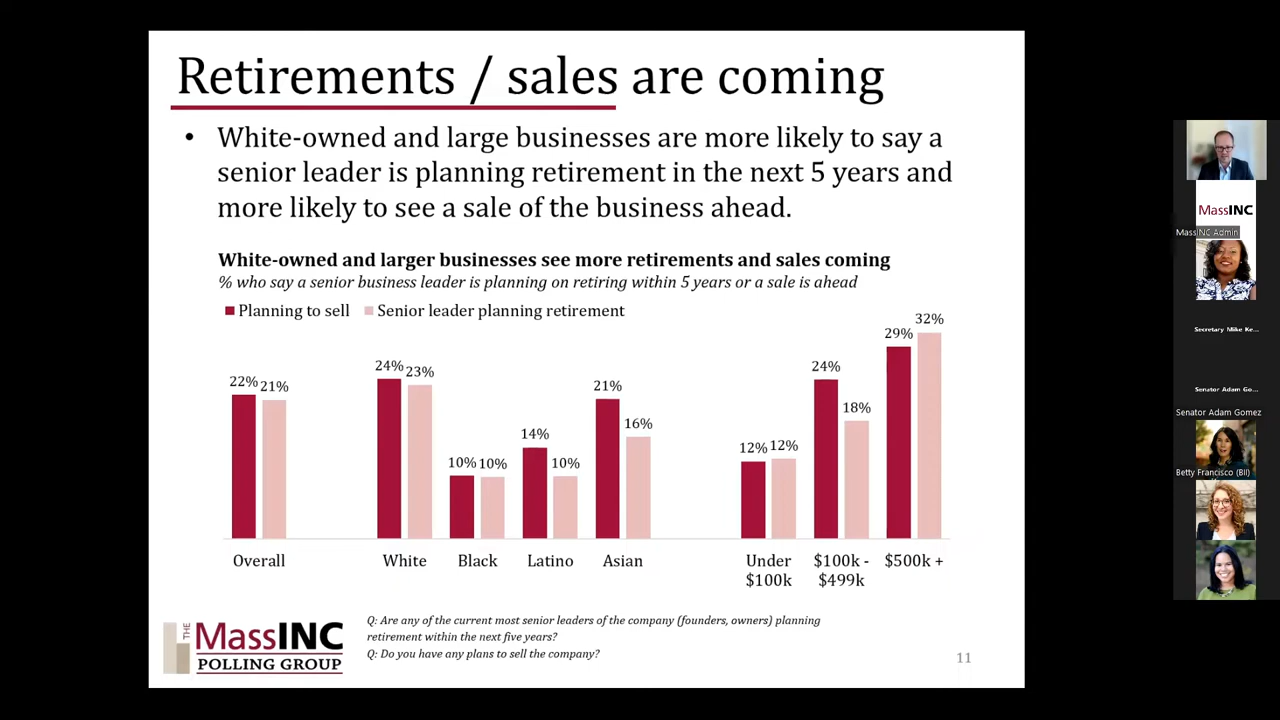 Retirements / sales are coming
• White-owned and large businesses are more likely to say a
senior leader is planning retirement in the next 5 years and
more likely to see a sale of the business ahead.
White-owned and larger businesses see more retirements and sales coming
% who say a senior business leader is planning on retiring within 5 years or a sale is ahead
Planning to sell Senior leader planning retirement
22% 21% 24% 23% 10% 10% 14% 10% 21% 16% 12% 12% 24% 18% 29% 32%
Overall White Black Latino Asian Under $100k - $500k +
$100k $499k
THE MassINC
POLLING GROUP
Q: Are any of the current most senior leaders of the company (founders, owners) planning
retirement within the next five years?
Q: Do you have any plans to sell the company?
11
MassINC
MassINC Admin
Secretary Mike Ke...
Senator Adam Go...
Senator Adam Gomez
Betty Francisco (BII)